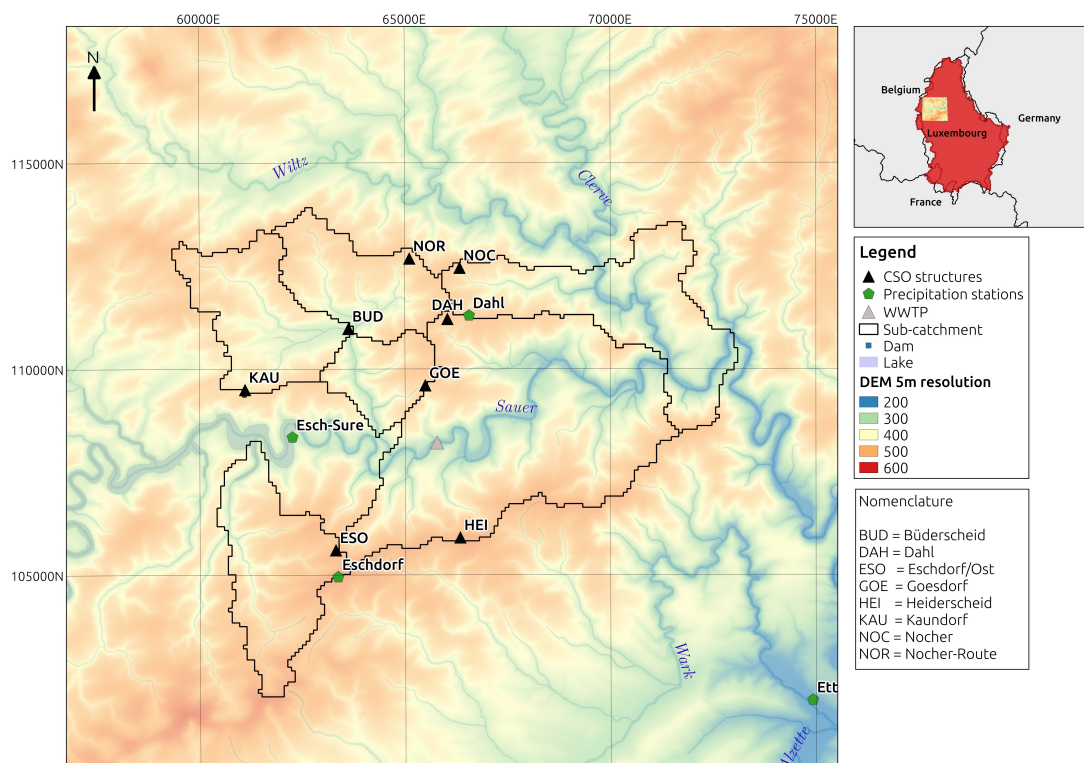 60000E
65000E
70000E
75000E
N
115000N
110000N
105000N
Wiltz
Clerve
NOR
NOC
DAH
Dahl
BUD
KAU
GOE
Sauer
Esch-Sure
HEI
ESO
Eschdorf
Wark
Ett
Alzette
Belgium
Germany
Luxembourg
France
Legend
CSO structures
Precipitation stations
WWTP
Sub-catchment
Dam
Lake
DEM 5m resolution
200
300
400
500
600
Nomenclature
BUD = Büderscheid
DAH = Dahl
ESO = Eschdorf/Ost
GOE = Goesdorf
HEI = Heiderscheid
KAU = Kaundorf
NOC = Nocher
NOR = Nocher-Route